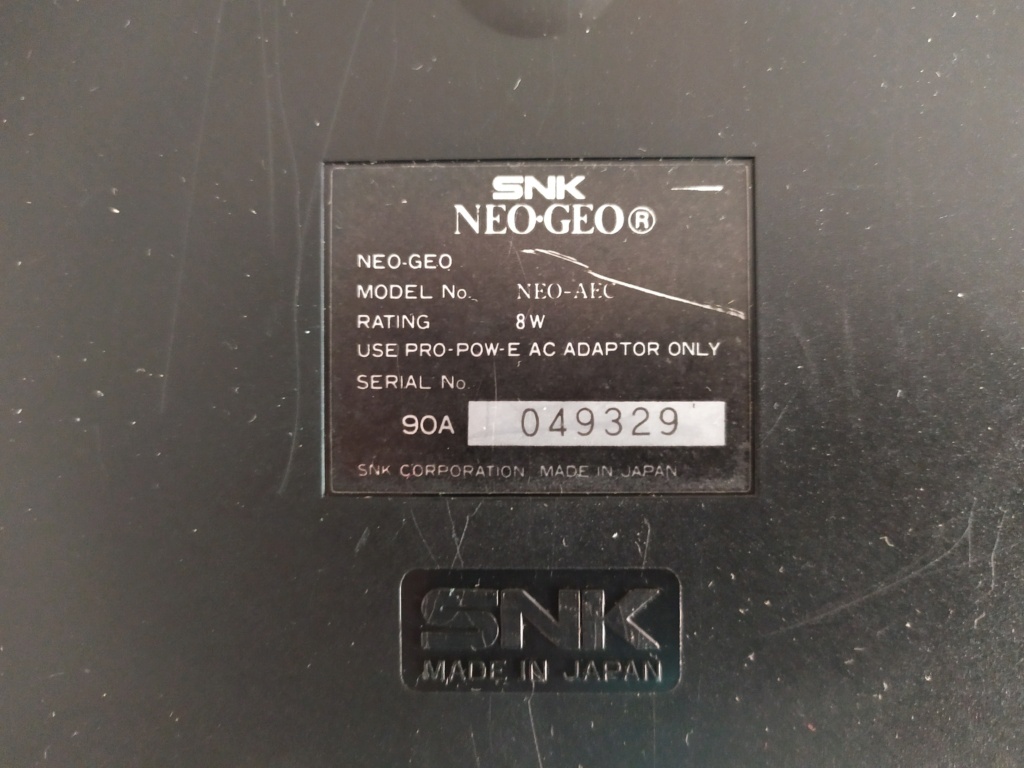 SNK
NEO·GEO®
NEO-GEO
MODEL No. NEO-AEC
RATING 8W
USE PRO-POW-E AC ADAPTOR ONLY
SERIAL No.
90A 049329
SNK CORPORATION MADE IN JAPAN
SNK
MADE IN JAPAN